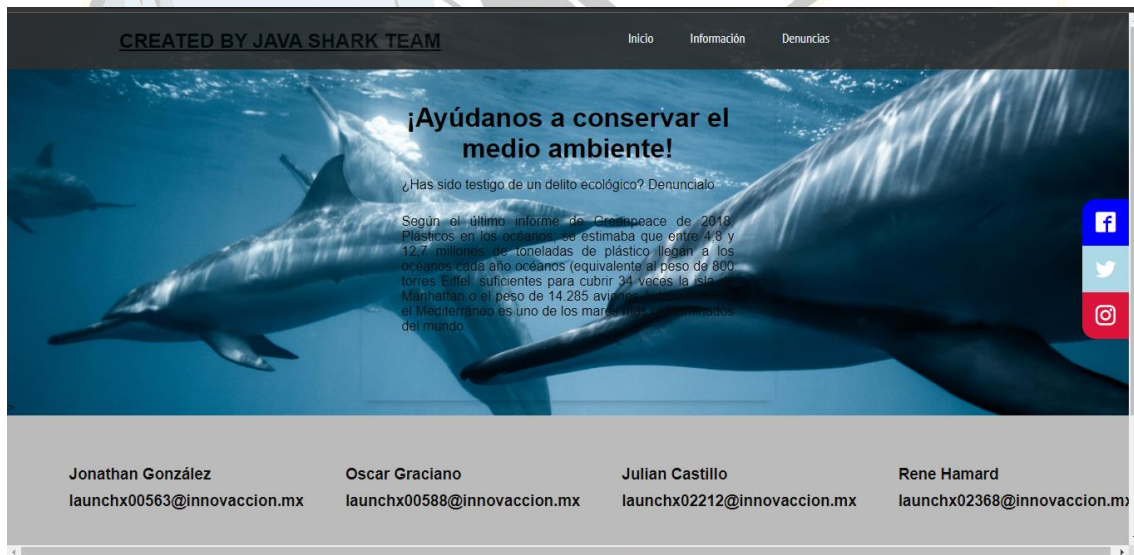 CREATED BY JAVA SHARK TEAM
Inicio Información Denuncias
¡Ayúdanos a conservar el
medio ambiente!
¿Has sido testigo de un delito ecológico? Denuncialo
Según el último informe de Greenpeace de 2018,
Plásticos en los océanos, se estimaba que entre 4,8 y
12,7 millones de toneladas de plástico llegan a los
océanos cada año océanos (equivalente al peso de 800
torres Eiffel, suficientes para cubrir 34 veces la isla de
Manhattan o el peso de 14.285 aviones
el Mediterráneo es uno de los mares más contaminados
del mundo
Jonathan González Oscar Graciano Julian Castillo Rene Hamard
launchx00563@innovaccion.mx launchx00588@innovaccion.mx launchx02212@innovaccion.mx launchx02368@innovaccion.mx